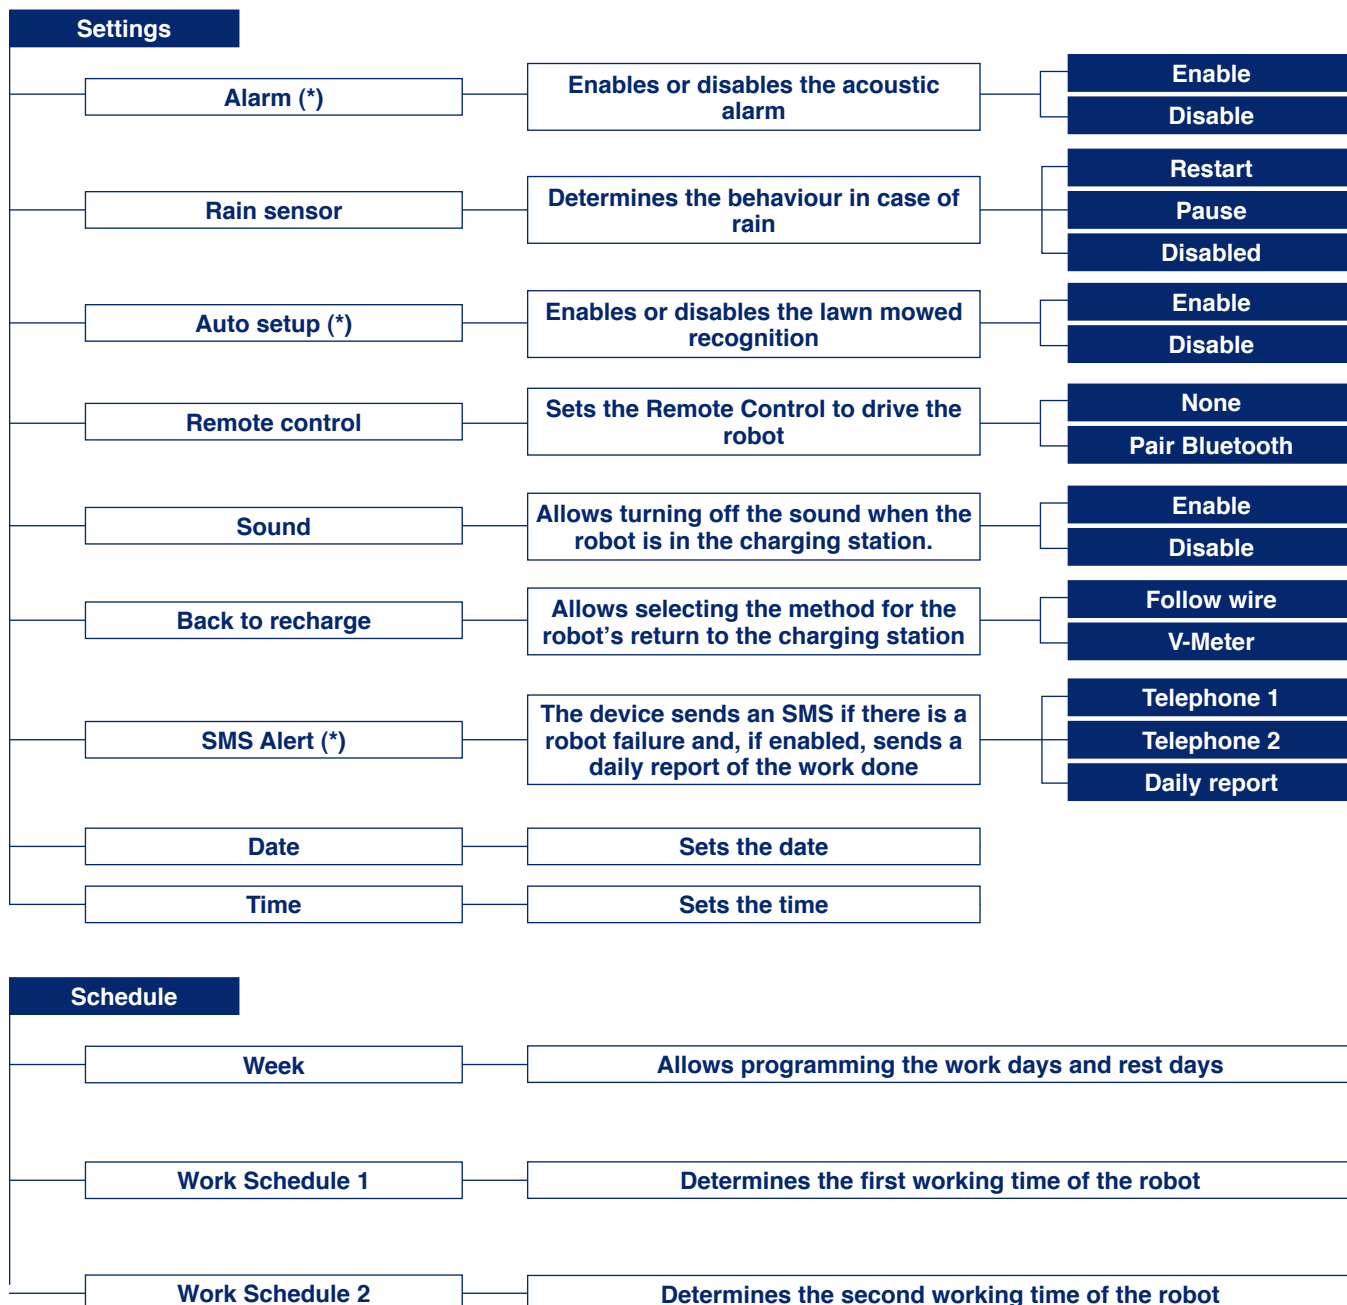 Settings
Alarm (*)
Enables or disables the acoustic
alarm
Enable
Disable
Rain sensor
Determines the behaviour in case of
rain
Restart
Pause
Disabled
Auto setup (*)
Enables or disables the lawn mowed
recognition
Enable
Disable
Remote control
Sets the Remote Control to drive the
robot
None
Pair Bluetooth
Sound
Allows turning off the sound when the
robot is in the charging station.
Enable
Disable
Back to recharge
Allows selecting the method for the
robot’s return to the charging station
Follow wire
V-Meter
SMS Alert (*)
The device sends an SMS if there is a
robot failure and, if enabled, sends a
daily report of the work done
Telephone 1
Telephone 2
Daily report
Date
Sets the date
Time
Sets the time
Schedule
Week
Allows programming the work days and rest days
Work Schedule 1
Determines the first working time of the robot
Work Schedule 2
Determines the second working time of the robot